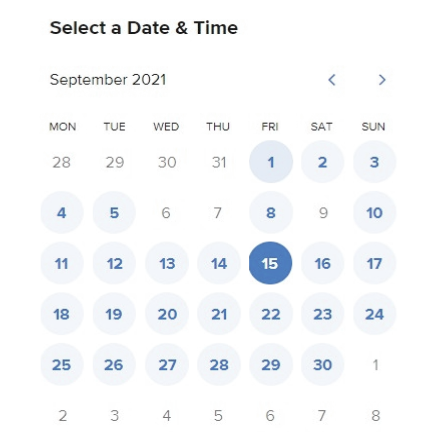 Select a Date & Time
September 2021
MON TUE WED THU FRI SAT SUN
28 29 30 31 1 2 3
4 5 6 7 8 9 10
11 12 13 14 15 16 17
18 19 20 21 22 23 24
25 26 27 28 29 30 1
2 3 4 5 6 7 8